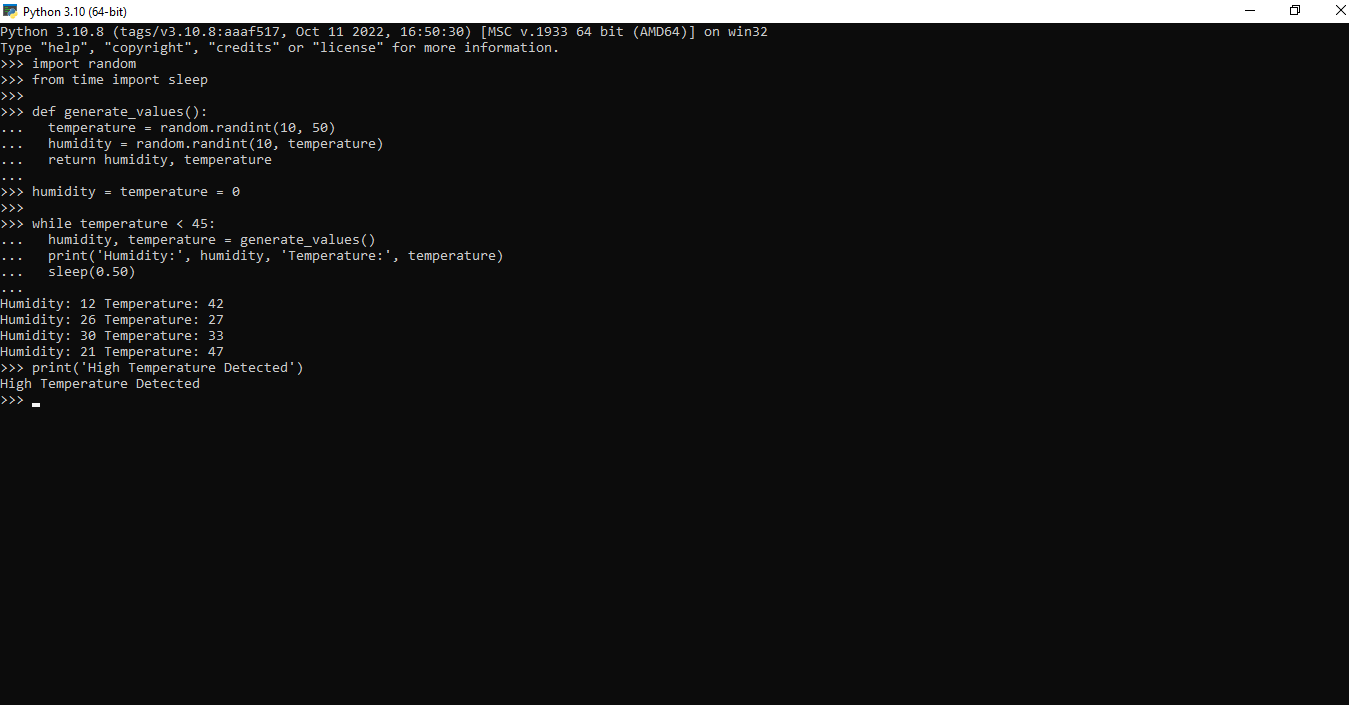 Python 3.10 (64-bit)
Python 3.10.8 (tags/v3.10.8:aaaf517, Oct 11 2022, 16:50:30) [MSC v.1933 64 bit (AMD64)] on win32
Type "help", "copyright", "credits" or "license" for more information.
>>> import random
>>> from time import sleep
>>>
>>> def generate_values():
...   temperature = random.randint(10, 50)
...   humidity = random.randint(10, temperature)
...   return humidity, temperature
...
>>> humidity = temperature = 0
>>>
>>> while temperature < 45:
...   humidity, temperature = generate_values()
...   print('Humidity:', humidity, 'Temperature:', temperature)
...   sleep(0.50)
...
Humidity: 12 Temperature: 42
Humidity: 26 Temperature: 27
Humidity: 30 Temperature: 33
Humidity: 21 Temperature: 47
>>> print('High Temperature Detected')
High Temperature Detected
>>>